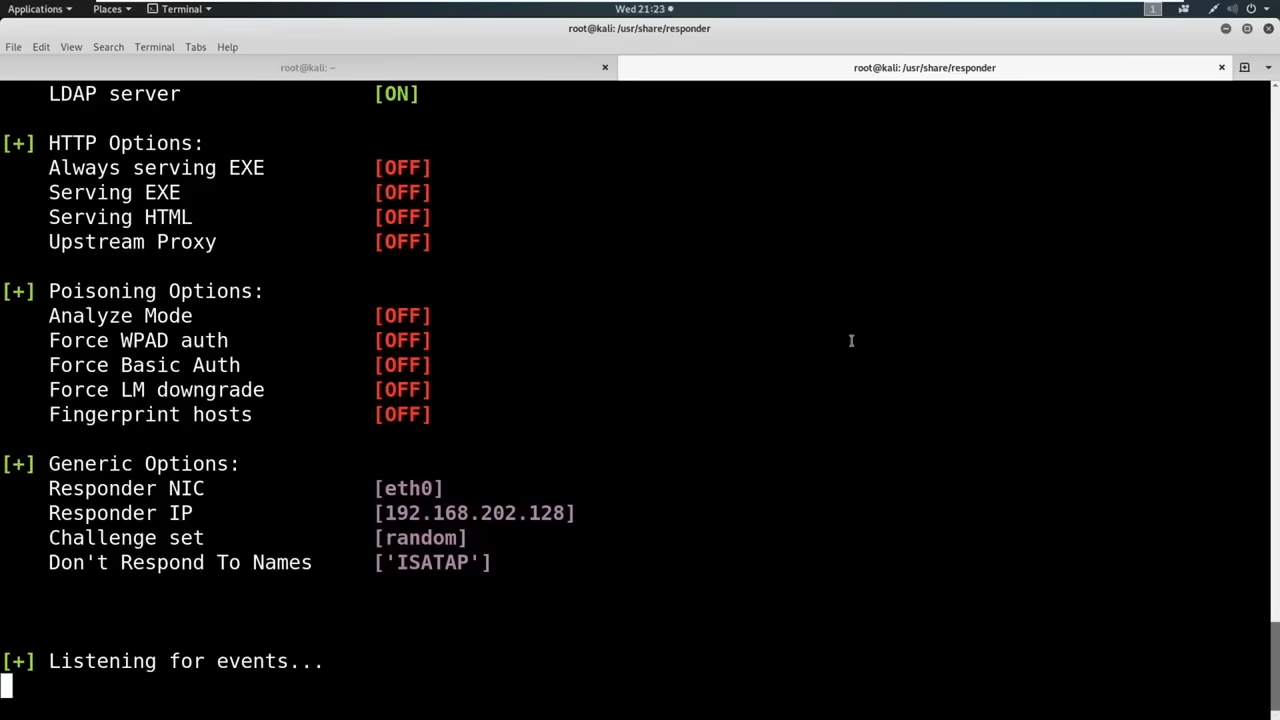 Applications Places Terminal Wed 21:23 1
root@kali: /usr/share/responder
File Edit View Search Terminal Tabs Help
root@kali: ~ root@kali: /usr/share/responder
LDAP server [ON]
[+] HTTP Options:
Always serving EXE [OFF]
Serving EXE [OFF]
Serving HTML [OFF]
Upstream Proxy [OFF]
[+] Poisoning Options:
Analyze Mode [OFF]
Force WPAD auth [OFF]
Force Basic Auth [OFF]
Force LM downgrade [OFF]
Fingerprint hosts [OFF]
[+] Generic Options:
Responder NIC [eth0]
Responder IP [192.168.202.128]
Challenge set [random]
Don't Respond To Names ['ISATAP']
[+] Listening for events...